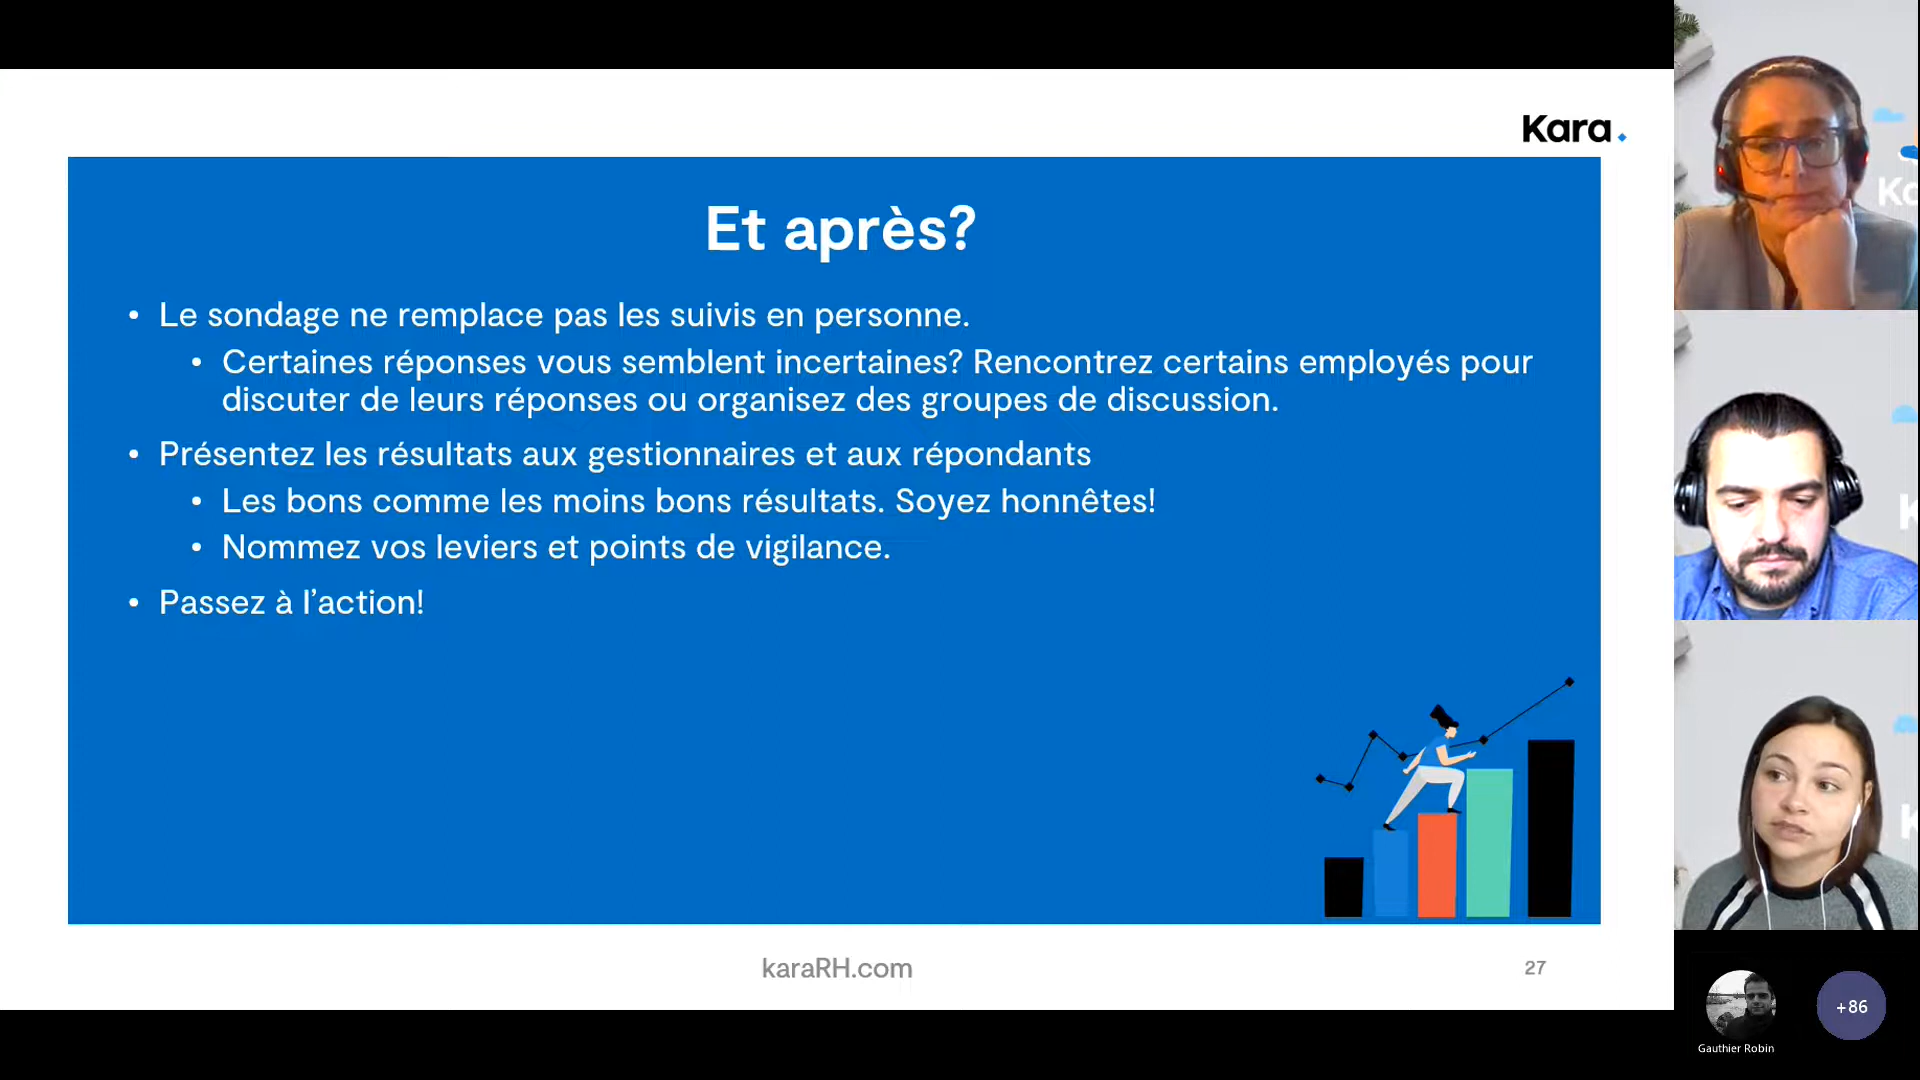 Kara.
Et après?
• Le sondage ne remplace pas les suivis en personne.
• Certaines réponses vous semblent incertaines? Rencontrez certains employés pour
discuter de leurs réponses ou organisez des groupes de discussion.
• Présentez les résultats aux gestionnaires et aux répondants
• Les bons comme les moins bons résultats. Soyez honnêtes!
• Nommez vos leviers et points de vigilance.
• Passez à l’action!
karaRH.com
27
Gauthier Robin
+86